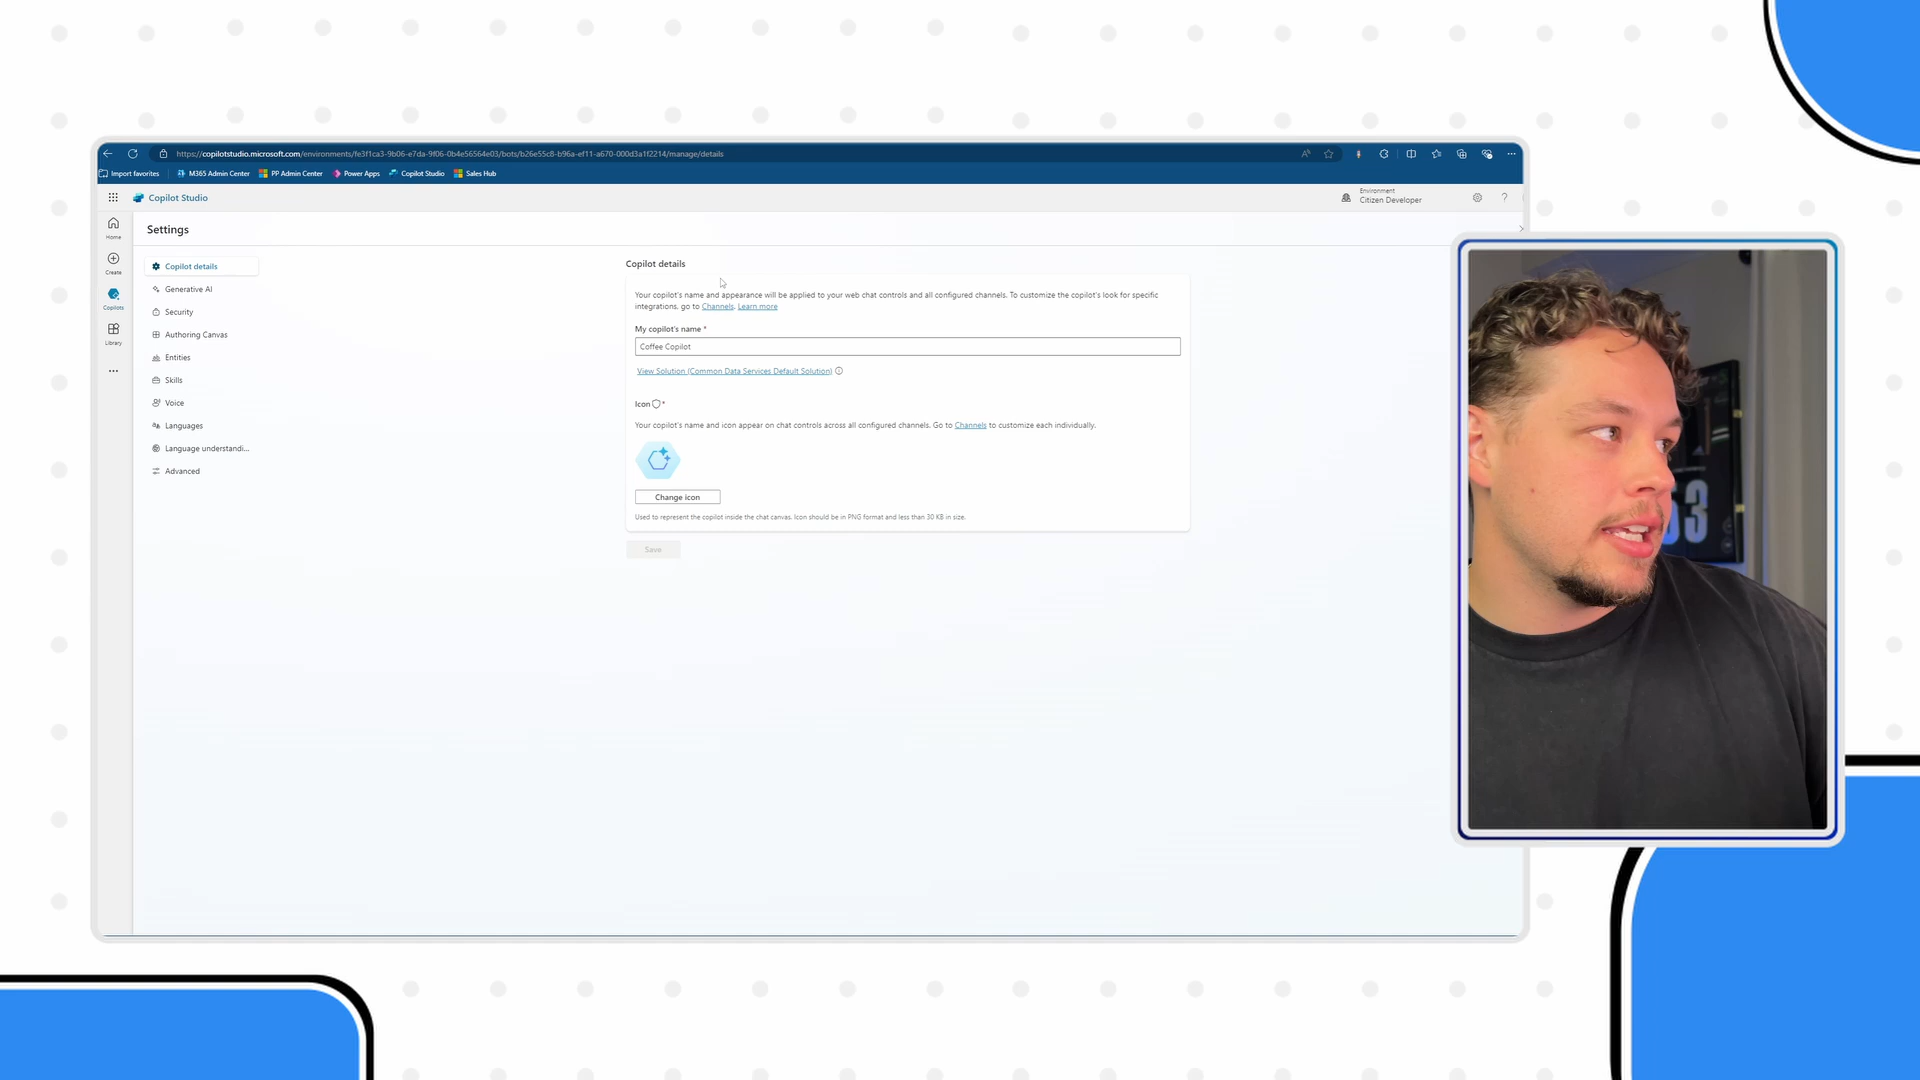 https://copilotstudio.microsoft.com/environments/fe3f1ca3-9b06-e7da-9f06-0b4e56564e03/bots/b26e55c8-b96a-ef11-a670-000d3a1f2214/manage/details
Import favorites
M365 Admin Center
PP Admin Center
Power Apps
Copilot Studio
Sales Hub
Copilot Studio
Environment
Citizen Developer
?
Home
Create
Copilots
Library
Settings
Copilot details
Generative AI
Security
Authoring Canvas
Entities
Skills
Voice
Languages
Language understandi...
Advanced
Copilot details
Your copilot's name and appearance will be applied to your web chat controls and all configured channels. To customize the copilot's look for specific
integrations, go to Channels. Learn more
My copilot's name *
Coffee Copilot
View Solution (Common Data Services Default Solution)
Icon *
Your copilot's name and icon appear on chat controls across all configured channels. Go to Channels to customize each individually.
Change icon
Used to represent the copilot inside the chat canvas. Icon should be in PNG format and less than 30 KB in size.
Save